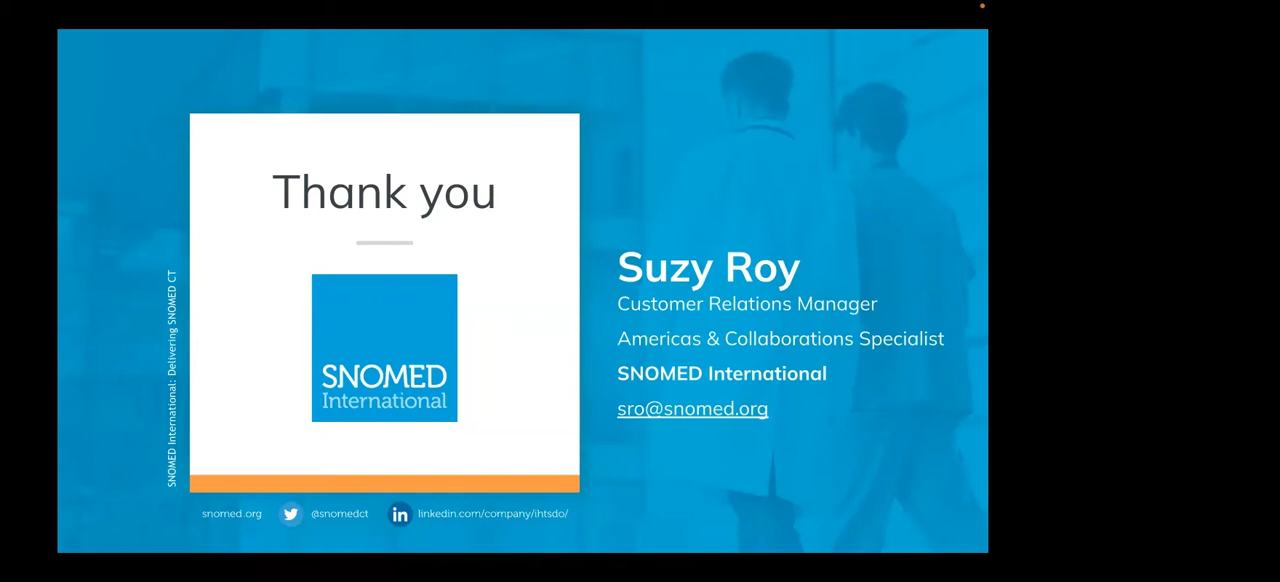 Thank you
SNOMED
International
SNOMED International: Delivering SNOMED CT
snomed.org
@snomedct
in
linkedin.com/company/ihtsdo/
Suzy Roy
Customer Relations Manager
Americas & Collaborations Specialist
SNOMED International
sro@snomed.org